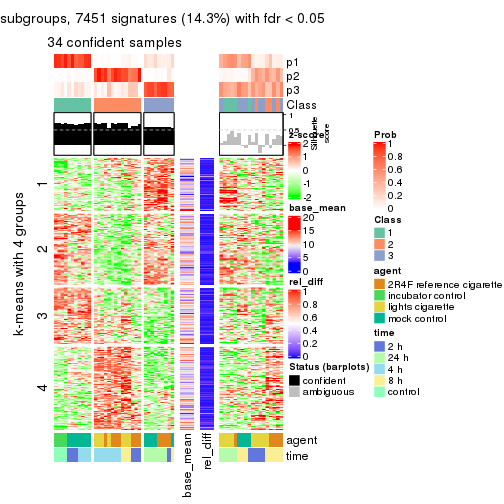 subgroups, 7451 signatures (14.3%) with fdr < 0.05
34 confident samples
p1
p2
p3
Class
1
0.5
0
Silhouette
score
k-means with 4 groups
1
2
3
4
base_mean
rel_diff
agent
time
z-score
2
1
0
-1
-2
base_mean
20
15
10
5
0
rel_diff
1
0.8
0.6
0.4
0.2
0
Status (barplots)
confident
ambiguous
Prob
1
0.8
0.6
0.4
0.2
0
Class
1
2
3
agent
2R4F reference cigarette
incubator control
lights cigarette
mock control
time
2 h
24 h
4 h
8 h
control